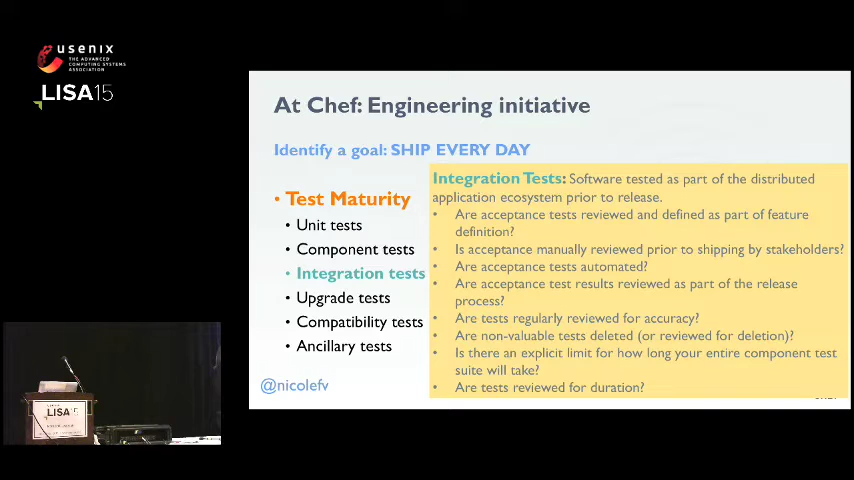 usenix
THE ADVANCED
COMPUTING SYSTEMS
ASSOCIATION
LISA15
At Chef: Engineering initiative
Identify a goal: SHIP EVERY DAY
• Test Maturity
• Unit tests
• Component tests
• Integration tests
• Upgrade tests
• Compatibility tests
• Ancillary tests
@nicolefv
Integration Tests: Software tested as part of the distributed
application ecosystem prior to release.
• Are acceptance tests reviewed and defined as part of feature
definition?
• Is acceptance manually reviewed prior to shipping by stakeholders?
• Are acceptance tests automated?
• Are acceptance test results reviewed as part of the release
process?
• Are tests regularly reviewed for accuracy?
• Are non-valuable tests deleted (or reviewed for deletion)?
• Is there an explicit limit for how long your entire component test
suite will take?
• Are tests reviewed for duration?
LISA15